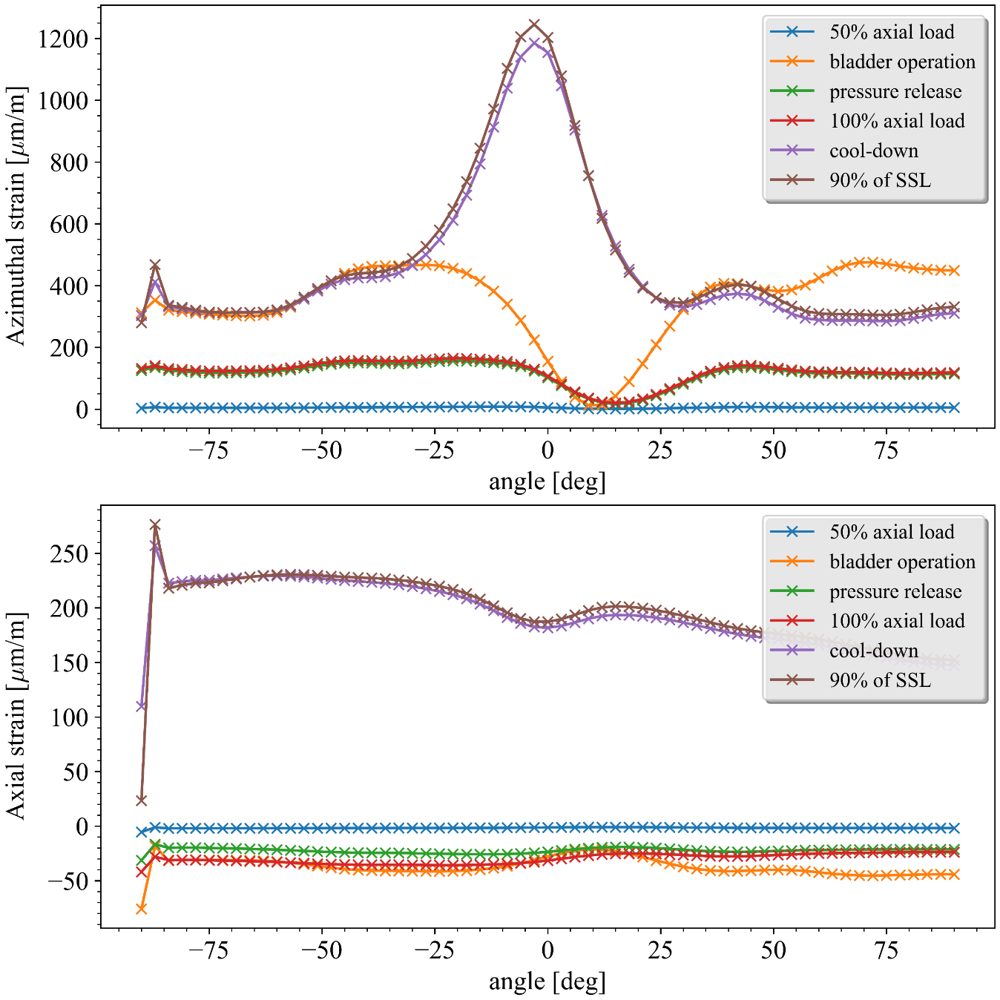 1200
1000
800
600
400
200
0
Azimuthal strain [μm/m]
50% axial load
bladder operation
pressure release
100% axial load
cool-down
90% of SSL
−75 −50 −25 0 25 50 75
angle [deg]
250
200
150
100
50
0
−50
Axial strain [μm/m]
50% axial load
bladder operation
pressure release
100% axial load
cool-down
90% of SSL
−75 −50 −25 0 25 50 75
angle [deg]